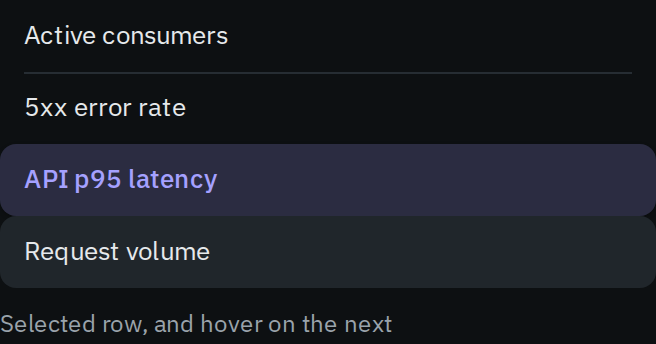 Active consumers
5xx error rate
API p95 latency
Request volume
Selected row, and hover on the next